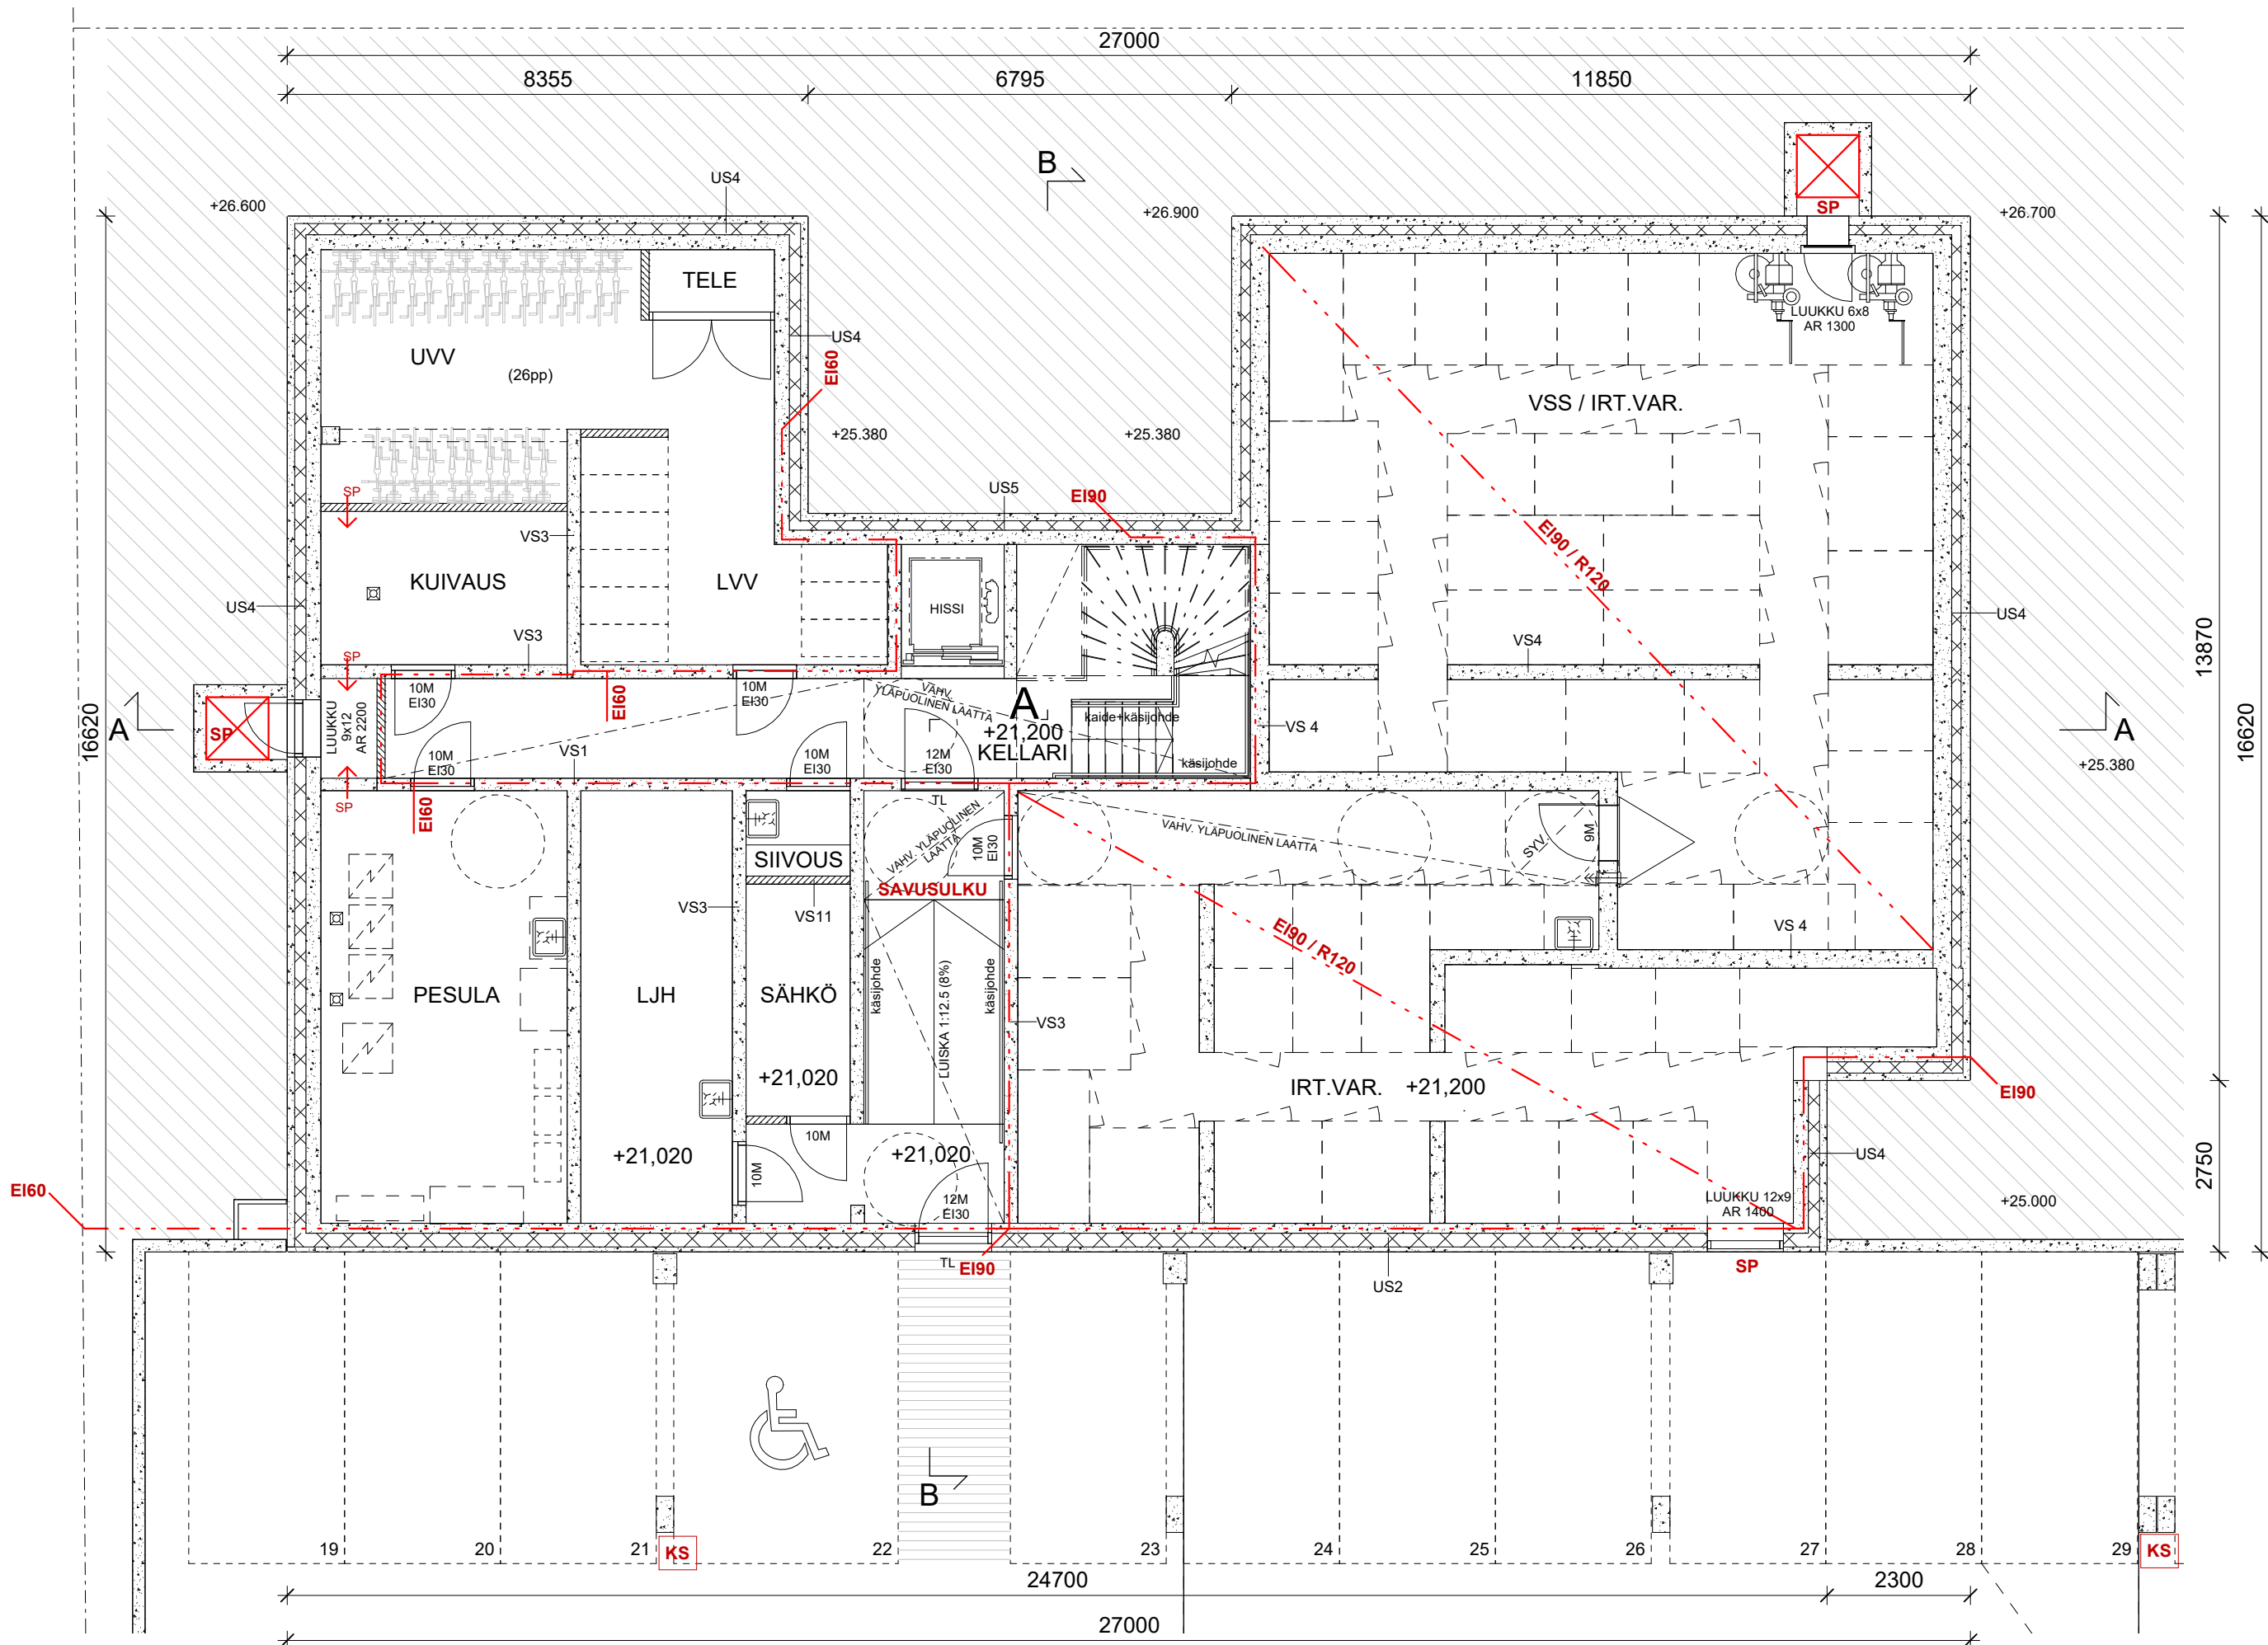 27000
8355
6795
11850
B
US4
SP
+26.600
+26.900
+26.700
TELE
LUUKKU 6x8
AR 1300
US4
UVV
(26pp)
EI60
VSS / IRT.VAR.
+25.380
+25.380
SP
US5
EI90
VS3
EI90 / R120
KUIVAUS
LVV
HISSI
US4
US4
VS3
VS4
13870
SP
10M
EI30
10M
EI30
EI60
VAHV.
YLÄPUOLINEN LAATTA
A
+21,200
KELLARI
kaide+käsijohde
käsijohde
VS 4
16620
A
SP
LUUKKU
9x12
AR 2200
10M
EI30
VS1
10M
EI30
12M
EI30
A
16620
+25.380
SP
EI60
TL
VAHV. YLÄPUOLINEN
LAATTA
10M
EI30
VAHV. YLÄPUOLINEN LAATTA
SYV.
9M
SIIVOUS
SAVUSULKU
VS3
VS11
VS 4
EI90 / R120
PESULA
LJH
SÄHKÖ
käsijohde
LUISKA 1:12.5 (8%)
käsijohde
VS3
+21,020
IRT.VAR.
+21,200
EI90
10M
+21,020
+21,020
US4
2750
10M
12M
EI30
LUUKKU 12x9
AR 1400
+25.000
EI60
TL
EI90
SP
US2
B
19
20
21
KS
22
23
24
25
26
27
28
29
KS
24700
2300
27000